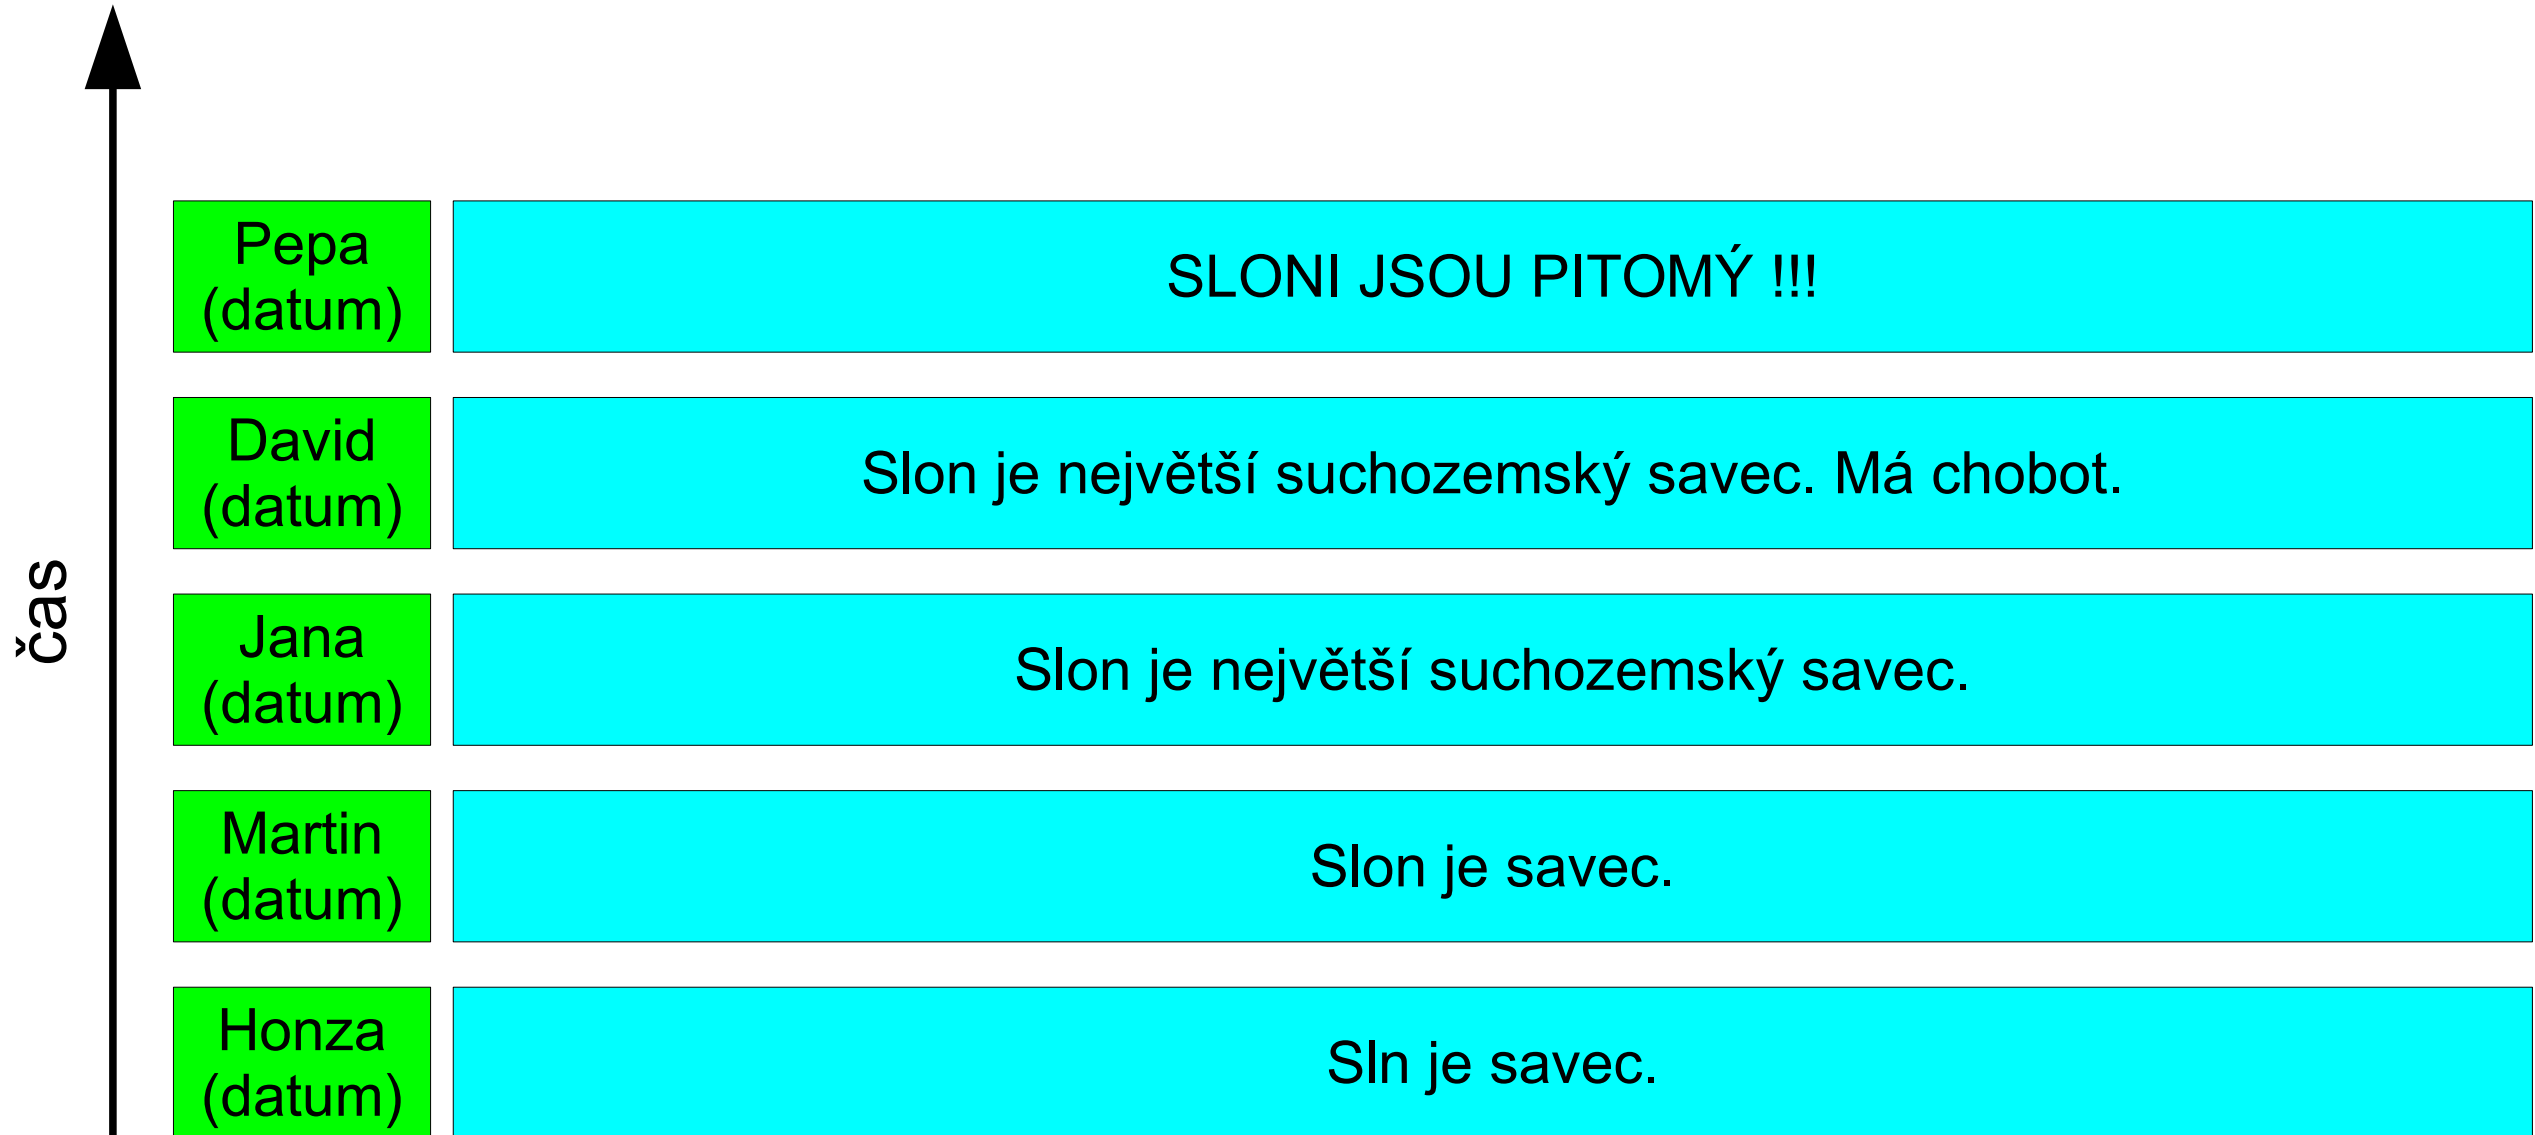 čas
Pepa
(datum)
SLONI JSOU PITOMÝ !!!
David
(datum)
Slon je největší suchozemský savec. Má chobot.
Jana
(datum)
Slon je největší suchozemský savec.
Martin
(datum)
Slon je savec.
Honza
(datum)
Sln je savec.